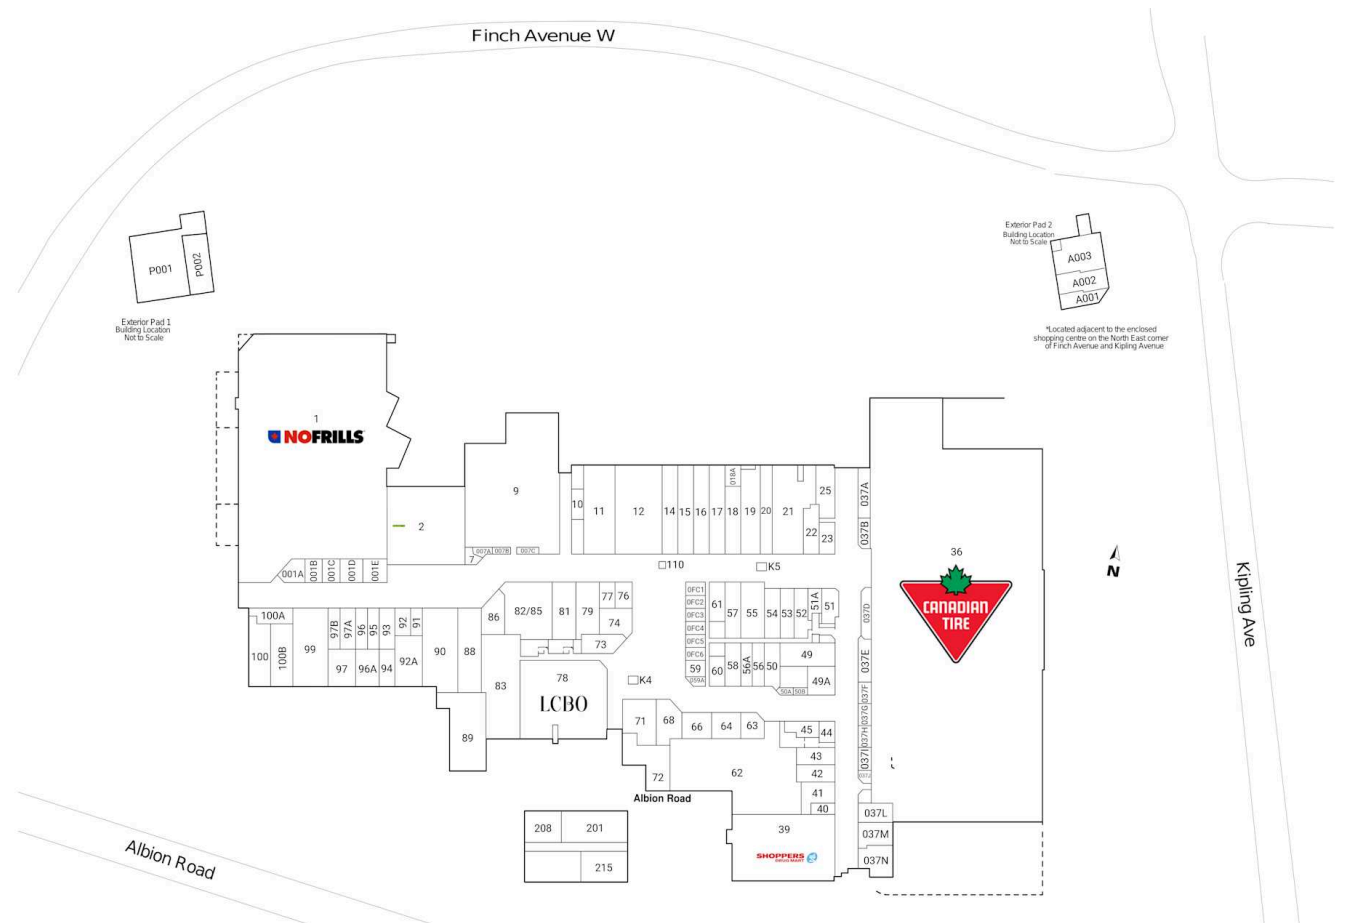 Finch Avenue W
Exterior Pad 2
Building Location
Not to Scale
P001
P002
A003
A002
A001
Exterior Pad 1
Building Location
Not to Scale
*Located adjacent to the enclosed
shopping centre on the North East corner
of Finch Avenue and Kipling Avenue
1
NOFRILLS
2
9
10
11
12
14
15
16
17
018A
18
19
20
21
22
25
23
037A
037B
36
CANADIAN
TIRE
N
Kipling Ave
7
007A
007B
007C
001A
001B
001C
001D
001E
110
K5
100A
100
100B
99
97B
97A
96
95
93
92
91
97
96A
94
92A
90
88
86
82/85
81
79
77
76
74
73
83
78
LCBO
89
K4
0FC1
0FC2
0FC3
0FC4
0FC5
0FC6
59
059A
61
57
55
54
53
52
51A
51
60
58
56A
56
50
49
49A
50A
50B
037D
037E
037F
037G
037H
037I
037J
71
68
66
64
63
45
44
43
42
41
40
72
62
Albion Road
39
SHOPPERS
DRUG MART
037L
037M
037N
208
201
215
Albion Road